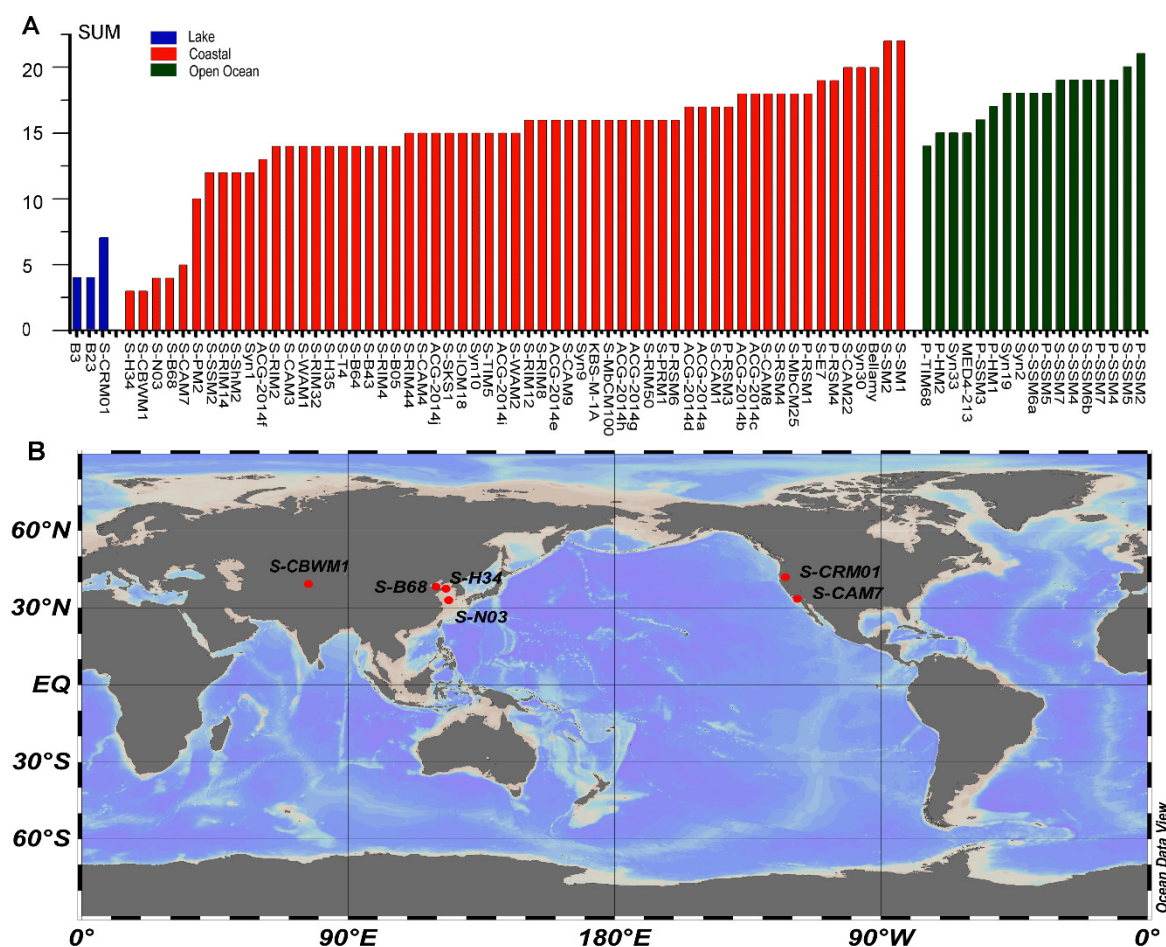 A
SUM
Lake
Coastal
Open Ocean
20
15
10
5
0
B3
B23
S-CRM01
S-H34
S-CBWM1
S-N03
S-B68
S-CAM7
S-PM2
S-SSM2
S-RIM14
S-ShM2
Syn1
ACG-2014f
S-RIM2
S-CAM3
S-WAM1
S-RIM32
S-H35
S-T4
S-B64
S-B43
S-RIM4
S-B05
S-RIM44
S-CAM4
ACG-2014j
SKS1
S-IOM18
Syn10
S-TIM5
ACG-2014i
S-WAM2
S-RIM12
S-RIM8
ACG-2014e
S-CAM9
Syn9
KBS-M-1A
S-MbCM100
ACG-2014h
ACG-2014g
S-RIM50
S-PRM1
P-RSM6
ACG-2014d
ACG-2014a
S-CAM1
P-RSM3
ACG-2014b
ACG-2014c
S-CAM8
S-RSM4
S-MbCM25
P-RSM1
S-E7
P-RSM4
S-CAM22
Syn30
Bellamy
S-SM2
S-SM1
P-TIM68
P-HM2
Syn33
MED4-213
P-SSM3
P-HM1
Syn19
Syn2
S-SSM6a
P-SSM5
S-SSM7
S-SSM4
S-SSM6b
P-SSM7
P-SSM4
S-SSM5
P-SSM2
B
60°N
30°N
EQ
30°S
60°S
S-CBWM1
S-B68
S-H34
S-N03
S-CRM01
S-CAM7
0°
90°E
180°E
90°W
0°
Ocean Data View